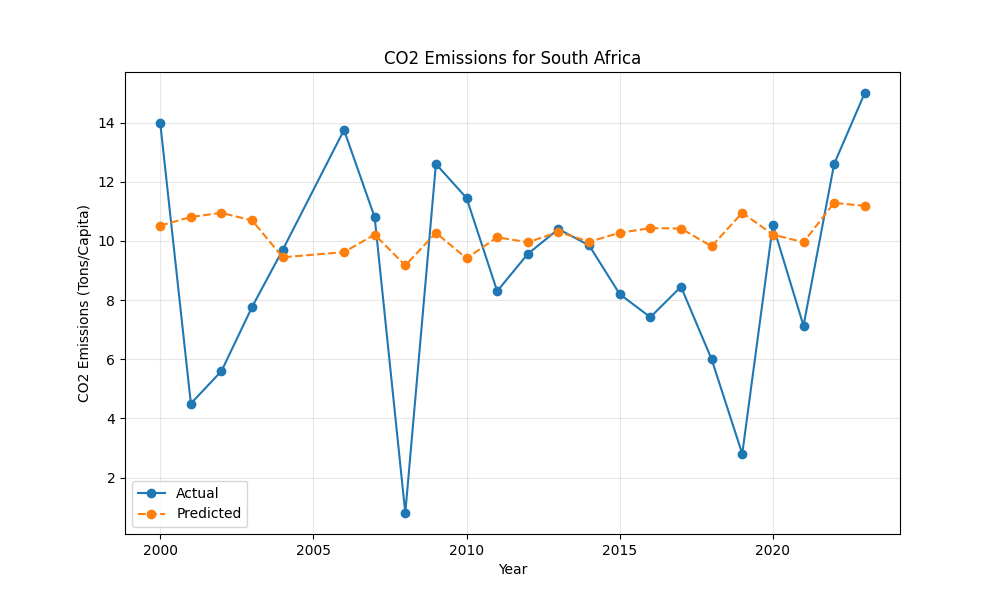 CO2 Emissions for South Africa
CO2 Emissions (Tons/Capita)
14
12
10
8
6
4
2
Actual
Predicted
2000
2005
2010
2015
2020
Year